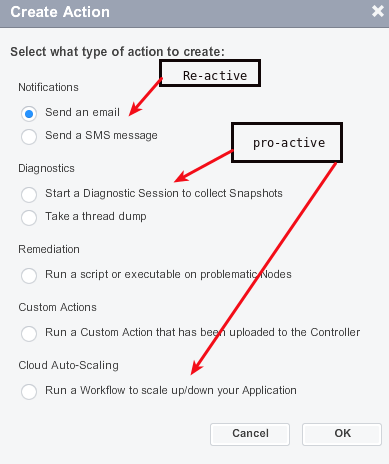 Create Action
Select what type of action to create:
Re-active
Notifications
Send an email
Send a SMS message
pro-active
Diagnostics
Start a Diagnostic Session to collect Snapshots
Take a thread dump
Remediation
Run a script or executable on problematic Nodes
Custom Actions
Run a Custom Action that has been uploaded to the Controller
Cloud Auto-Scaling
Run a Workflow to scale up/down your Application
Cancel OK